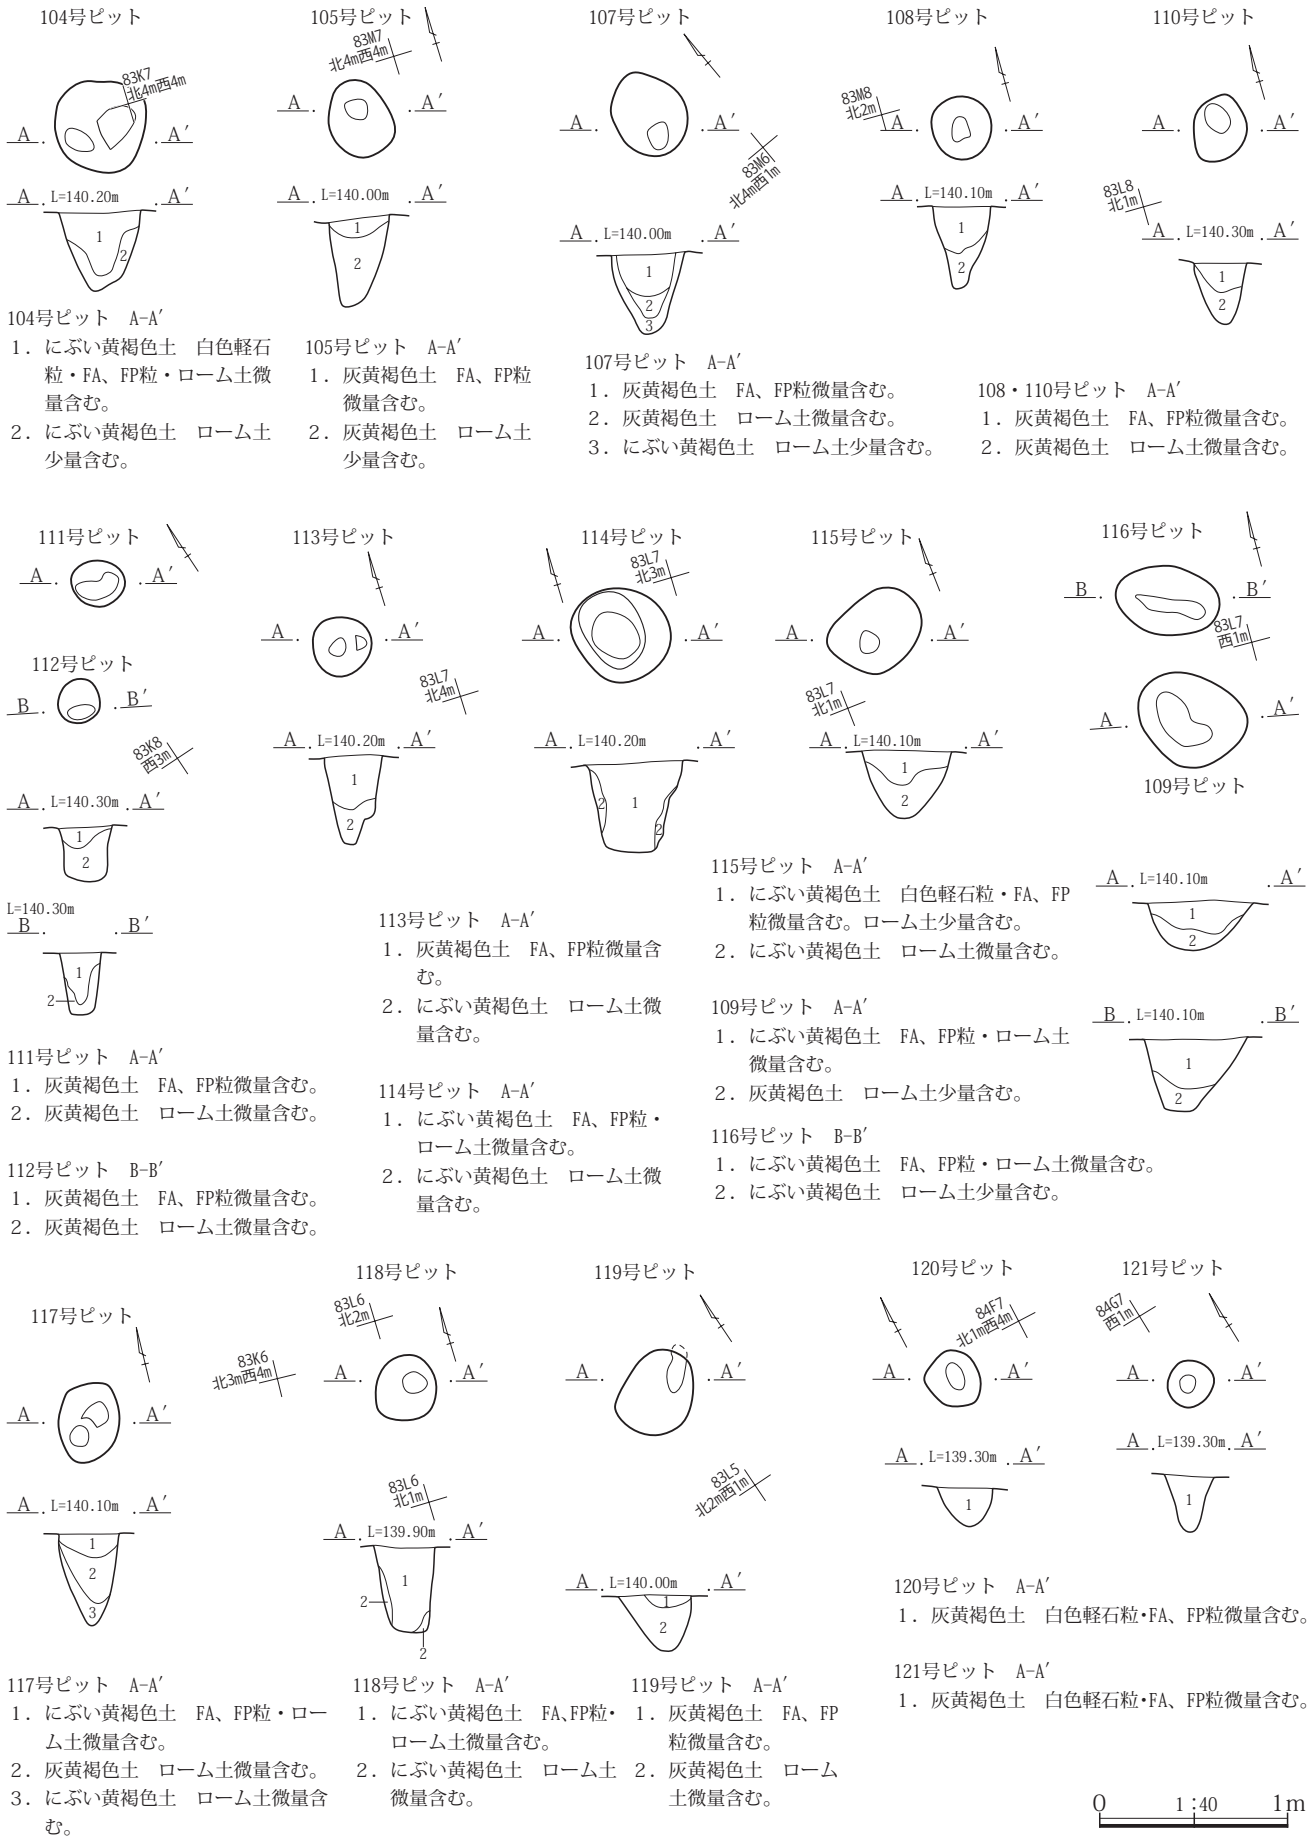 104号ピット
83K7
北4m西4m
A . . A′
A . L=140.20m . A′
1
2
105号ピット
83M7
北4m西4m
A . . A′
A . L=140.00m . A′
1
2
107号ピット
A . . A′
83M6
北4m西1m
A . L=140.00m . A′
1
2
3
108号ピット
83M8
北2m
A . . A′
A . L=140.10m . A′
1
2
110号ピット
A . . A′
83L8
北1m
A . L=140.30m . A′
1
2
104号ピット A-A′
1. にぶい黄褐色土 白色軽石
粒・FA、FP粒・ローム土微
量含む。
2. にぶい黄褐色土 ローム土
少量含む。
105号ピット A-A′
1. 灰黄褐色土 FA、FP粒
微量含む。
2. 灰黄褐色土 ローム土
少量含む。
107号ピット A-A′
1. 灰黄褐色土 FA、FP粒微量含む。
2. 灰黄褐色土 ローム土微量含む。
3. にぶい黄褐色土 ローム土少量含む。
108・110号ピット A-A′
1. 灰黄褐色土 FA、FP粒微量含む。
2. 灰黄褐色土 ローム土微量含む。
111号ピット
A . . A′
112号ピット
B . . B′
83K8
西3m
A . L=140.30m . A′
1
2
L=140.30m
B . . B′
1
2
113号ピット
A . . A′
83L7
北4m
A . L=140.20m . A′
1
2
114号ピット
83L7
北3m
A . . A′
A . L=140.20m . A′
2
1
2
115号ピット
A . . A′
83L7
北1m
A . L=140.10m . A′
1
2
116号ピット
B . . B′
83L7
西1m
A . . A′
109号ピット
A . L=140.10m . A′
1
2
B . L=140.10m . B′
1
2
111号ピット A-A′
1. 灰黄褐色土 FA、FP粒微量含む。
2. 灰黄褐色土 ローム土微量含む。
112号ピット B-B′
1. 灰黄褐色土 FA、FP粒微量含む。
2. 灰黄褐色土 ローム土微量含む。
113号ピット A-A′
1. 灰黄褐色土 FA、FP粒微量含
む。
2. にぶい黄褐色土 ローム土微
量含む。
114号ピット A-A′
1. にぶい黄褐色土 FA、FP粒・
ローム土微量含む。
2. にぶい黄褐色土 ローム土微
量含む。
115号ピット A-A′
1. にぶい黄褐色土 白色軽石粒・FA、FP
粒微量含む。ローム土少量含む。
2. にぶい黄褐色土 ローム土微量含む。
109号ピット A-A′
1. にぶい黄褐色土 FA、FP粒・ローム土
微量含む。
2. 灰黄褐色土 ローム土少量含む。
116号ピット B-B′
1. にぶい黄褐色土 FA、FP粒・ローム土微量含む。
2. にぶい黄褐色土 ローム土少量含む。
117号ピット
83K6
北3m西4m
A . . A′
A . L=140.10m . A′
1
2
3
118号ピット
83L6
北2m
A . . A′
83L6
北1m
A . L=139.90m . A′
1
2
2
119号ピット
A . . A′
83L5
北2m西1m
A . L=140.00m . A′
1
2
120号ピット
84F7
北1m西4m
A . . A′
A . L=139.30m . A′
1
121号ピット
84G7
西1m
A . . A′
A . L=139.30m . A′
1
120号ピット A-A′
1. 灰黄褐色土 白色軽石粒・FA、FP粒微量含む。
121号ピット A-A′
1. 灰黄褐色土 白色軽石粒・FA、FP粒微量含む。
117号ピット A-A′
1. にぶい黄褐色土 FA、FP粒・ロー
ム土微量含む。
2. 灰黄褐色土 ローム土微量含む。
3. にぶい黄褐色土 ローム土微量含
む。
118号ピット A-A′
1. にぶい黄褐色土 FA、FP粒・
ローム土微量含む。
2. にぶい黄褐色土 ローム土
微量含む。
119号ピット A-A′
1. 灰黄褐色土 FA、FP
粒微量含む。
2. 灰黄褐色土 ローム
土微量含む。
0 1:40 1m